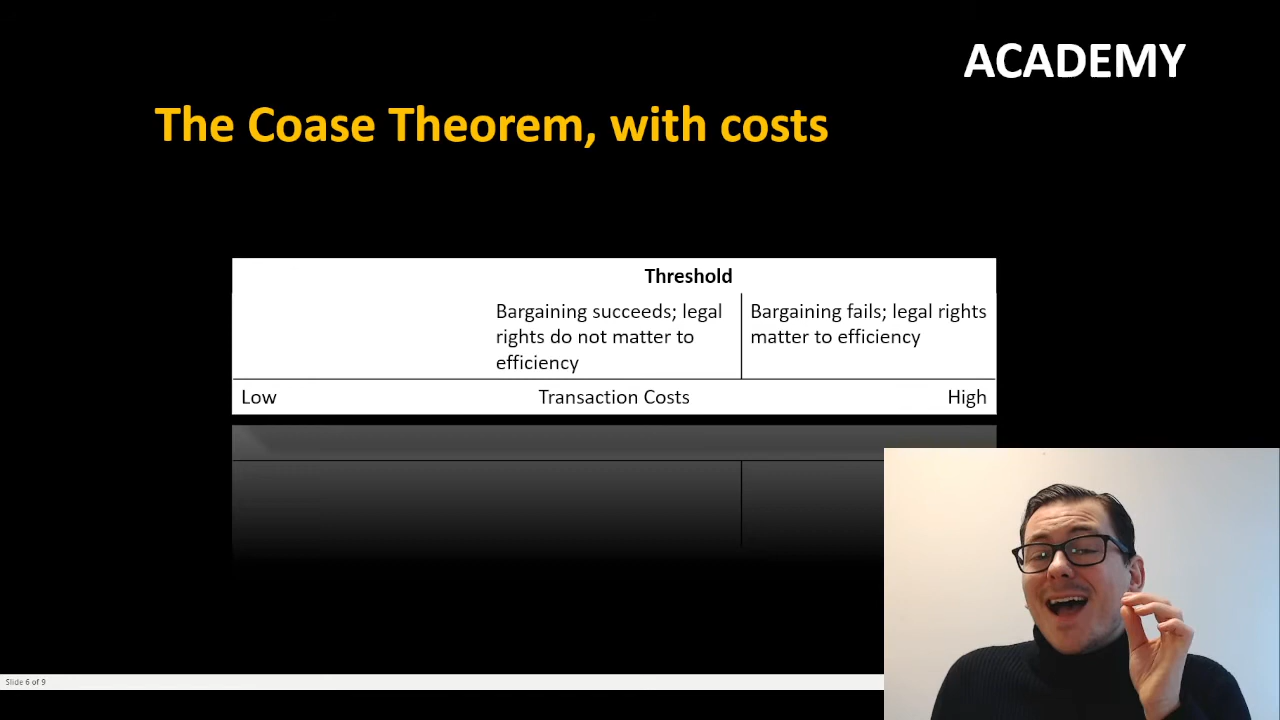 ACADEMY
The Coase Theorem, with costs
Threshold
Bargaining succeeds; legal
rights do not matter to
efficiency
Bargaining fails; legal rights
matter to efficiency
Low
Transaction Costs
High
Slide 6 of 9